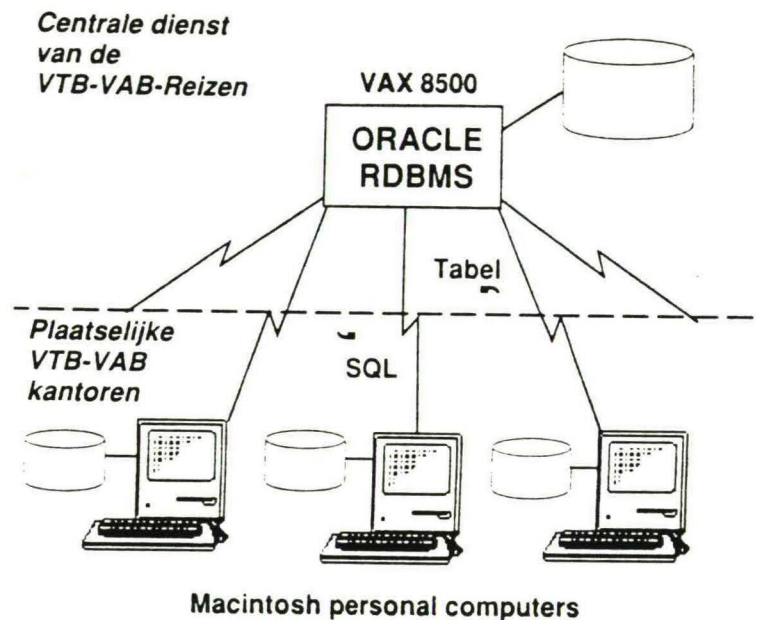 Centrale dienst
van de
VTB-VAB-Reizen
VAX 8500
ORACLE
RDBMS
Tabel
Plaatselijke
VTB-VAB
kantoren
SQL
Macintosh personal computers